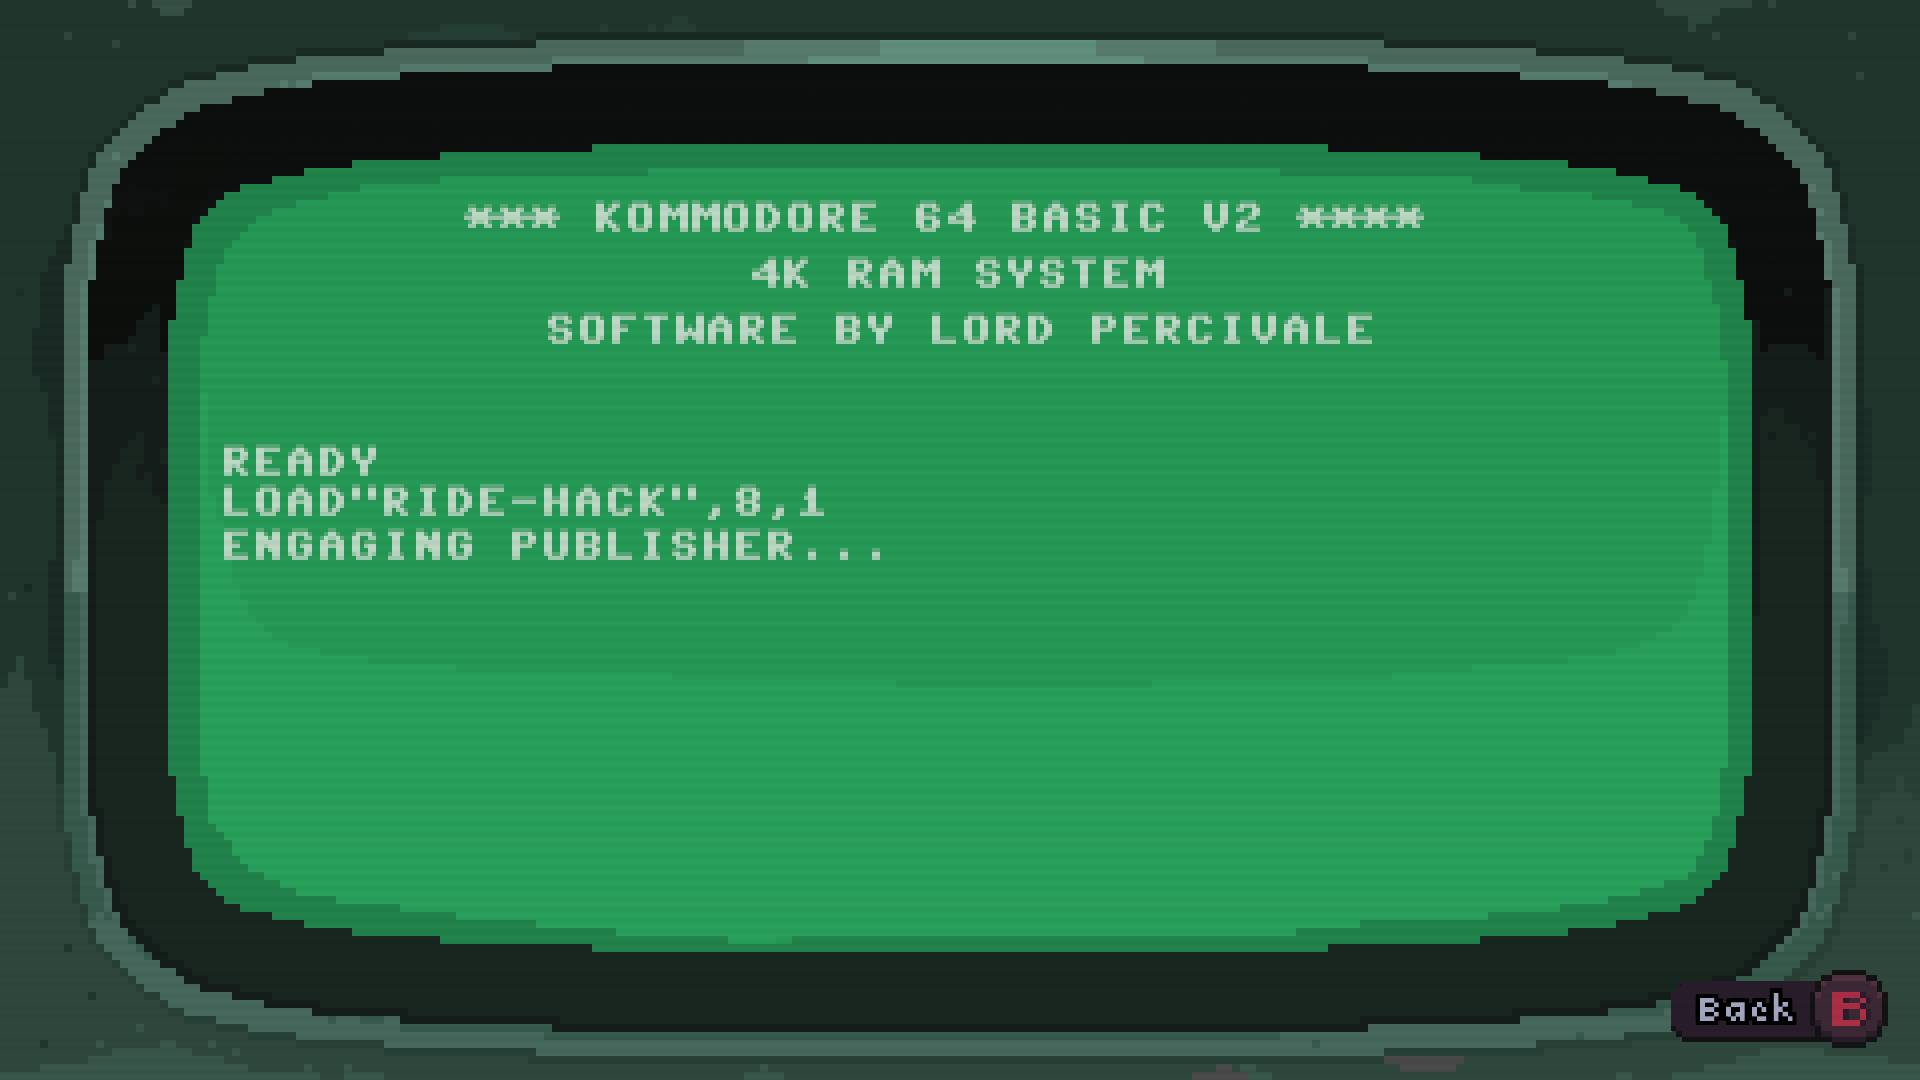 *** KOMMODORE 64 BASIC V2 ****
4K RAM SYSTEM
SOFTWARE BY LORD PERCIVALE
READY
LOAD"RIDE-HACK",8,1
ENGAGING PUBLISHER...
Back B